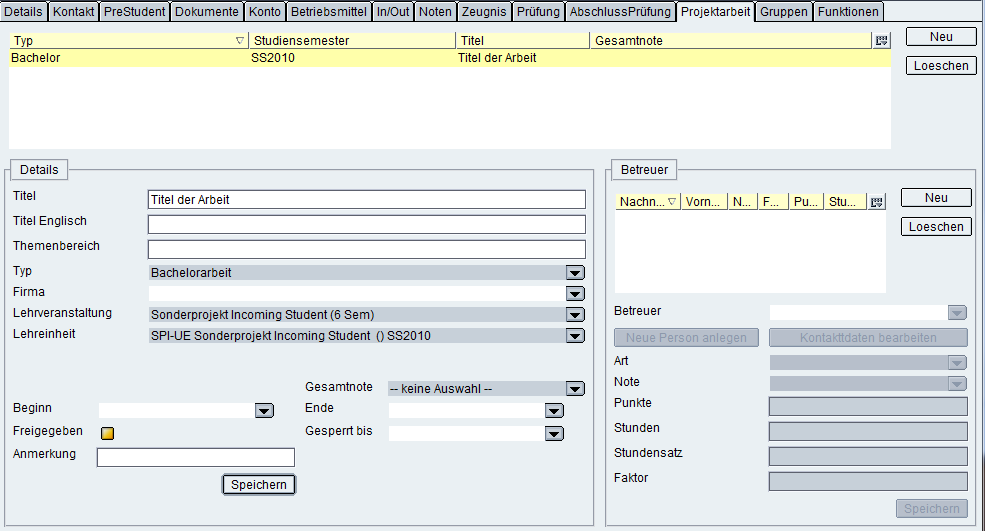 Details Kontakt PreStudent Dokumente Konto Betriebsmittel In/Out Noten Zeugnis Prüfung AbschlussPrüfung Projektarbeit Gruppen Funktionen
Typ Studiensemester Titel Gesamtnote
Bachelor SS2010 Titel der Arbeit
Neu
Loeschen
Details
Titel Titel der Arbeit
Titel Englisch
Themenbereich
Typ Bachelorarbeit
Firma
Lehrveranstaltung Sonderprojekt Incoming Student (6 Sem)
Lehreinheit SPI-UE Sonderprojekt Incoming Student () SS2010
Gesamtnote -- keine Auswahl --
Beginn Ende
Freigegeben Gesperrt bis
Anmerkung
Speichern
Betreuer
Nachn... Vorn... N... F... Pu... Stu...
Neu
Loeschen
Betreuer
Neue Person anlegen Kontakttdaten bearbeiten
Art
Note
Punkte
Stunden
Stundensatz
Faktor
Speichern